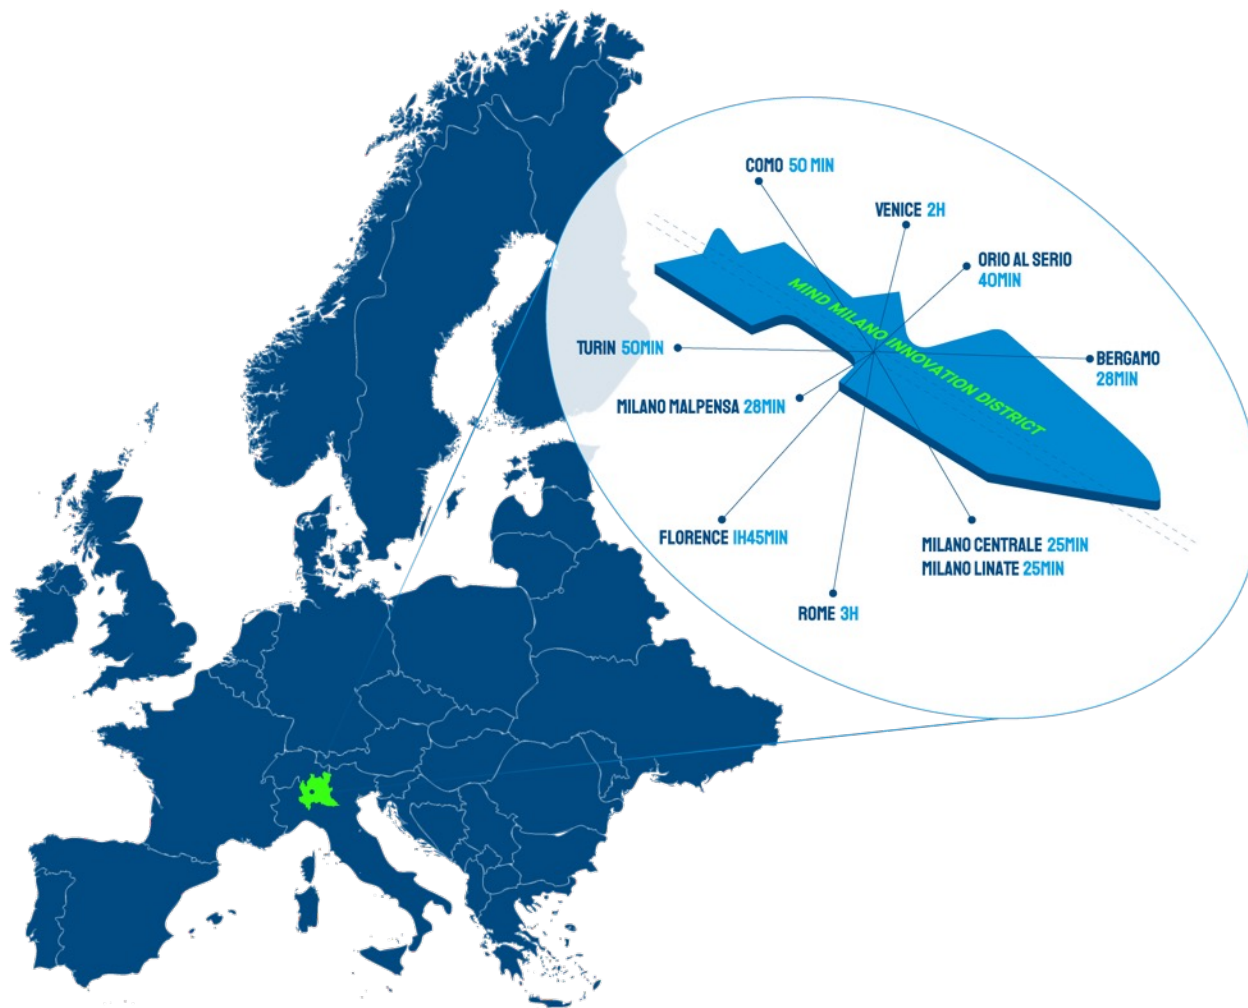 COMO 50 MIN
VENICE 2H
ORIO AL SERIO
40MIN
MIND MILANO INNOVATION DISTRICT
TURIN 50MIN
BERGAMO
28MIN
MILANO MALPENSA 28MIN
FLORENCE 1H45MIN
MILANO CENTRALE 25MIN
MILANO LINATE 25MIN
ROME 3H